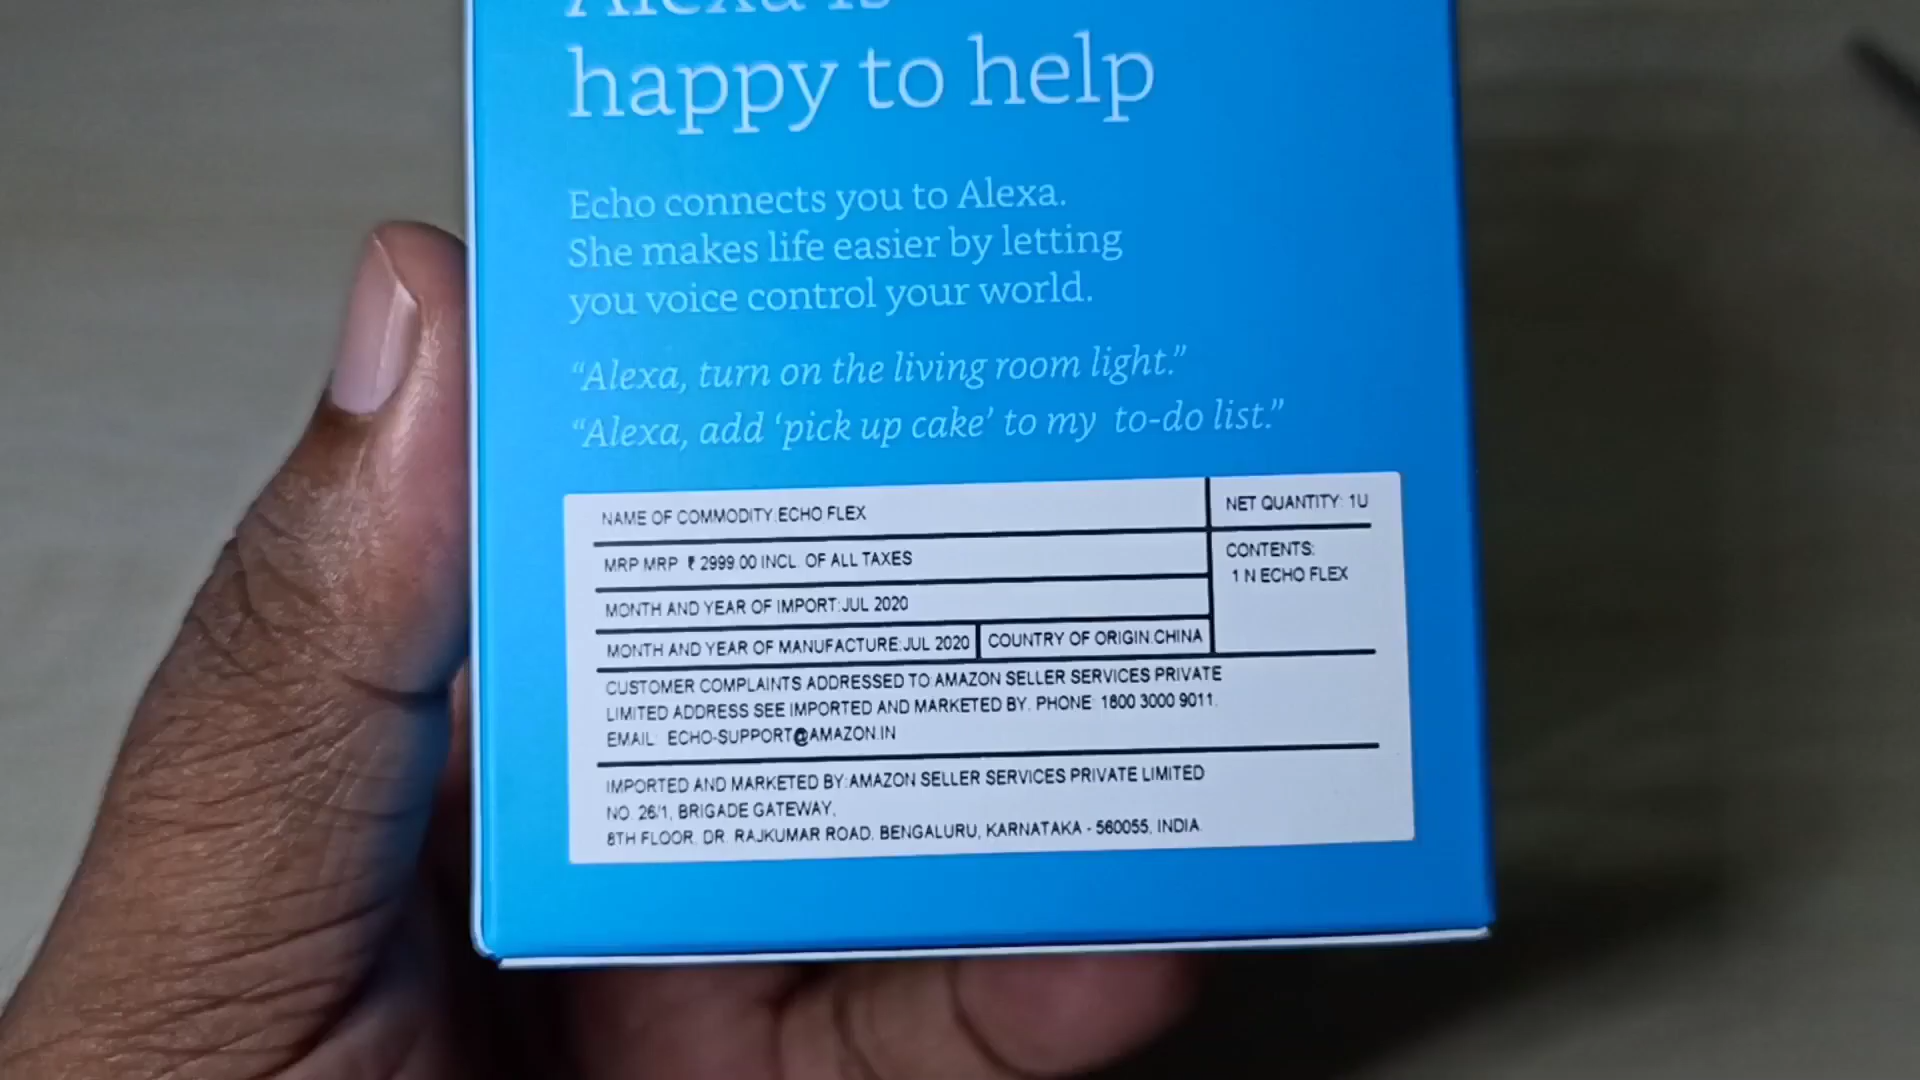 Alexa is
happy to help
Echo connects you to Alexa.
She makes life easier by letting
you voice control your world.
“Alexa, turn on the living room light.”
“Alexa, add ‘pick up cake’ to my to-do list.”
NAME OF COMMODITY:ECHO FLEX
NET QUANTITY: 1U
MRP MRP ₹ 2999.00 INCL. OF ALL TAXES
CONTENTS:
1 N ECHO FLEX
MONTH AND YEAR OF IMPORT:JUL 2020
MONTH AND YEAR OF MANUFACTURE:JUL 2020
COUNTRY OF ORIGIN:CHINA
CUSTOMER COMPLAINTS ADDRESSED TO:AMAZON SELLER SERVICES PRIVATE
LIMITED ADDRESS SEE IMPORTED AND MARKETED BY. PHONE: 1800 3000 9011.
EMAIL: ECHO-SUPPORT@AMAZON.IN
IMPORTED AND MARKETED BY:AMAZON SELLER SERVICES PRIVATE LIMITED
NO. 26/1, BRIGADE GATEWAY,
8TH FLOOR, DR. RAJKUMAR ROAD, BENGALURU, KARNATAKA - 560055, INDIA.